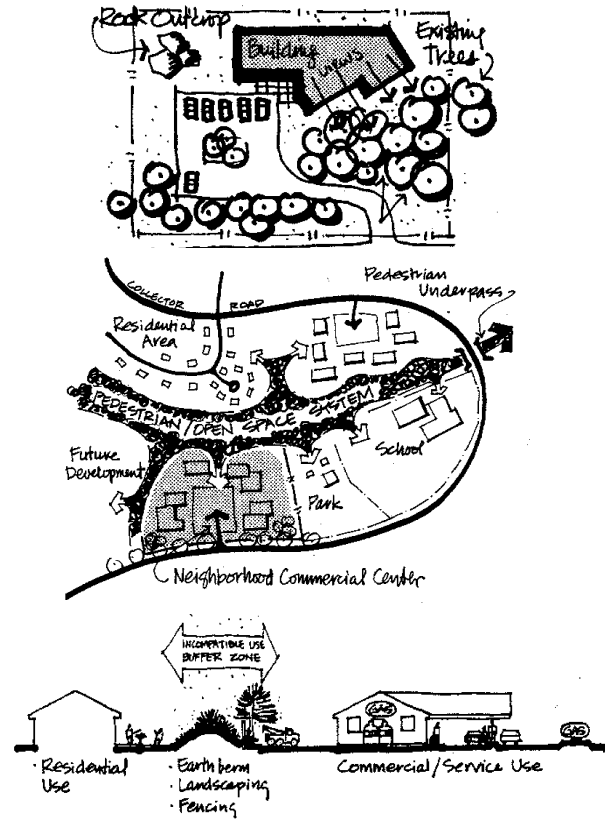 Rock Outcrop
Building
VIEWS
Existing
Trees
Pedestrian
Underpass
COLLECTOR ROAD
Residential
Area
PEDESTRIAN/OPEN SPACE SYSTEM
School
Future
Development
Park
Neighborhood Commercial Center
INCOMPATIBLE USE
BUFFER ZONE
GAS
GAS
· Residential
Use
· Earth berm
· Landscaping
· Fencing
Commercial/Service Use